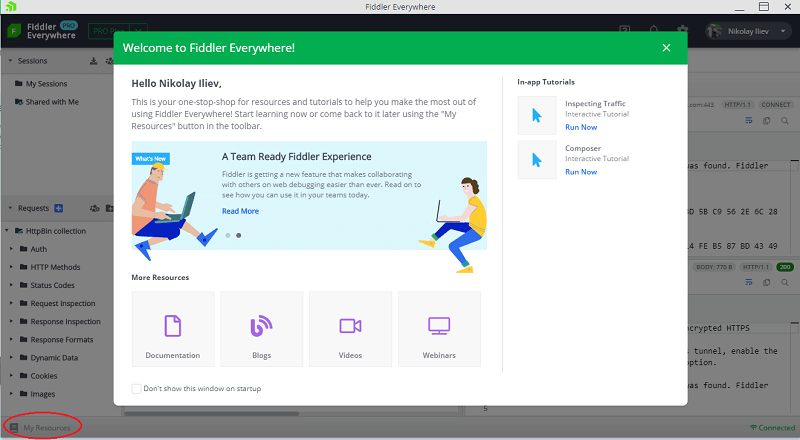 Fiddler Everywhere
Fiddler PRO
Everywhere
Nikolay Iliev
Sessions
My Sessions
Shared with Me
Requests
HttpBin collection
Auth
HTTP Methods
Status Codes
Request Inspection
Response Inspection
Response Formats
Dynamic Data
Cookies
Images
My Resources
Welcome to Fiddler Everywhere!
Hello Nikolay Iliev,
This is your one-stop-shop for resources and tutorials to help you make the most out of
using Fiddler Everywhere! Start learning now or come back to it later using the "My
Resources" button in the toolbar.
What's New
A Team Ready Fiddler Experience
Fiddler is getting a new feature that makes collaborating
with others on web debugging easier than ever. Read on to
see how you can use it in your teams today.
Read More
More Resources
Documentation
Blogs
Videos
Webinars
Don't show this window on startup
In-app Tutorials
Inspecting Traffic
Interactive Tutorial
Run Now
Composer
Interactive Tutorial
Run Now
.com:443 HTTP/1.1 CONNECT
was found. Fiddler
BD 5B C9 56 2E 6C 28
14 FE B5 87 BD 43 49
BODY: 770 B HTTP/1.1 200
ncrypted HTTPS
s tunnel, enable the
option.
was found. Fiddler
5
Connected